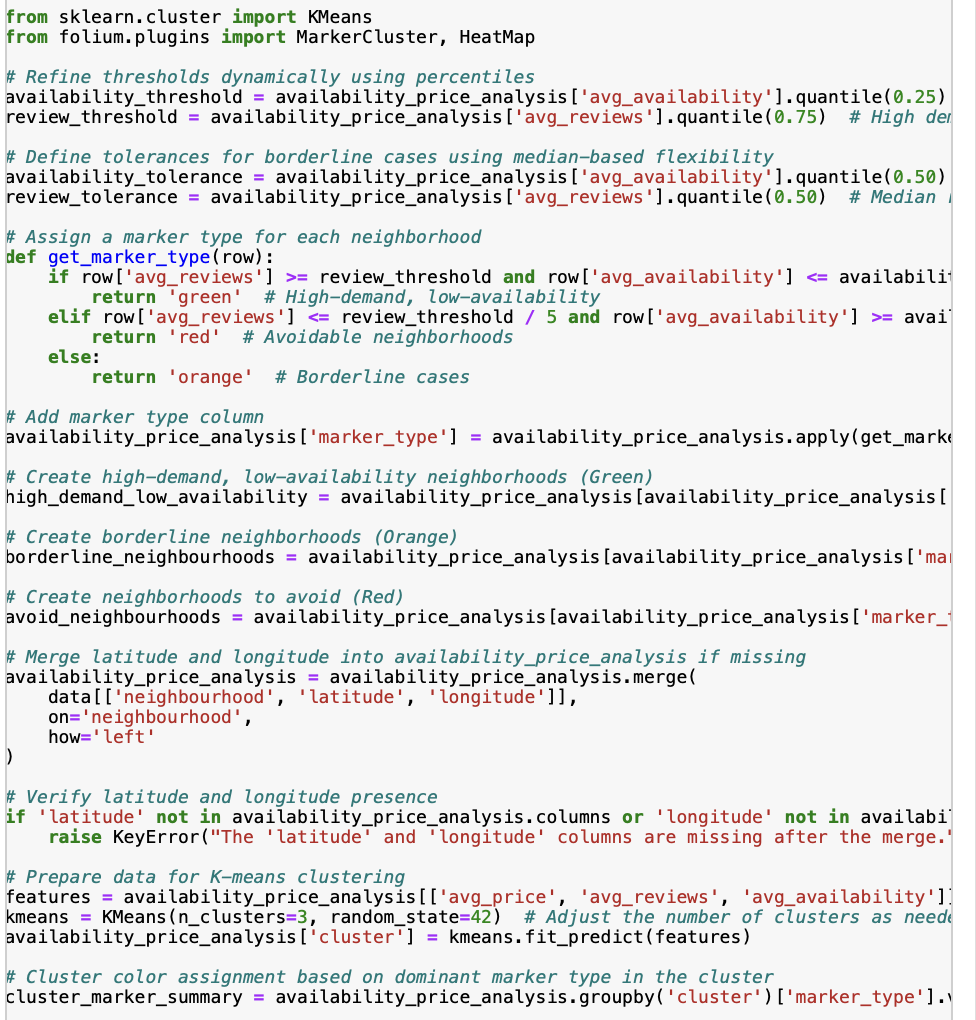 from sklearn.cluster import KMeans
from folium.plugins import MarkerCluster, HeatMap
# Refine thresholds dynamically using percentiles
availability_threshold = availability_price_analysis['avg_availability'].quantile(0.25)
review_threshold = availability_price_analysis['avg_reviews'].quantile(0.75)  # High
# Define tolerances for borderline cases using median-based flexibility
availability_tolerance = availability_price_analysis['avg_availability'].quantile(0.50)
review_tolerance = availability_price_analysis['avg_reviews'].quantile(0.50)  # Median
# Assign a marker type for each neighborhood
def get_marker_type(row):
    if row['avg_reviews'] >= review_threshold and row['avg_availability'] <= availabili
        return 'green'  # High-demand, low-availability
    elif row['avg_reviews'] <= review_threshold / 5 and row['avg_availability'] >= avai
        return 'red'  # Avoidable neighborhoods
    else:
        return 'orange'  # Borderline cases
# Add marker type column
availability_price_analysis['marker_type'] = availability_price_analysis.apply(get_marke
# Create high-demand, low-availability neighborhoods (Green)
high_demand_low_availability = availability_price_analysis[availability_price_analysis[
# Create borderline neighborhoods (Orange)
borderline_neighbourhoods = availability_price_analysis[availability_price_analysis['ma
# Create neighborhoods to avoid (Red)
avoid_neighbourhoods = availability_price_analysis[availability_price_analysis['marker_
# Merge latitude and longitude into availability_price_analysis if missing
availability_price_analysis = availability_price_analysis.merge(
    data[['neighbourhood', 'latitude', 'longitude']],
    on='neighbourhood',
    how='left'
)
# Verify latitude and longitude presence
if 'latitude' not in availability_price_analysis.columns or 'longitude' not in availabi
    raise KeyError("The 'latitude' and 'longitude' columns are missing after the merge."
# Prepare data for K-means clustering
features = availability_price_analysis[['avg_price', 'avg_reviews', 'avg_availability']]
kmeans = KMeans(n_clusters=3, random_state=42)  # Adjust the number of clusters as neede
availability_price_analysis['cluster'] = kmeans.fit_predict(features)
# Cluster color assignment based on dominant marker type in the cluster
cluster_marker_summary = availability_price_analysis.groupby('cluster')['marker_type'].